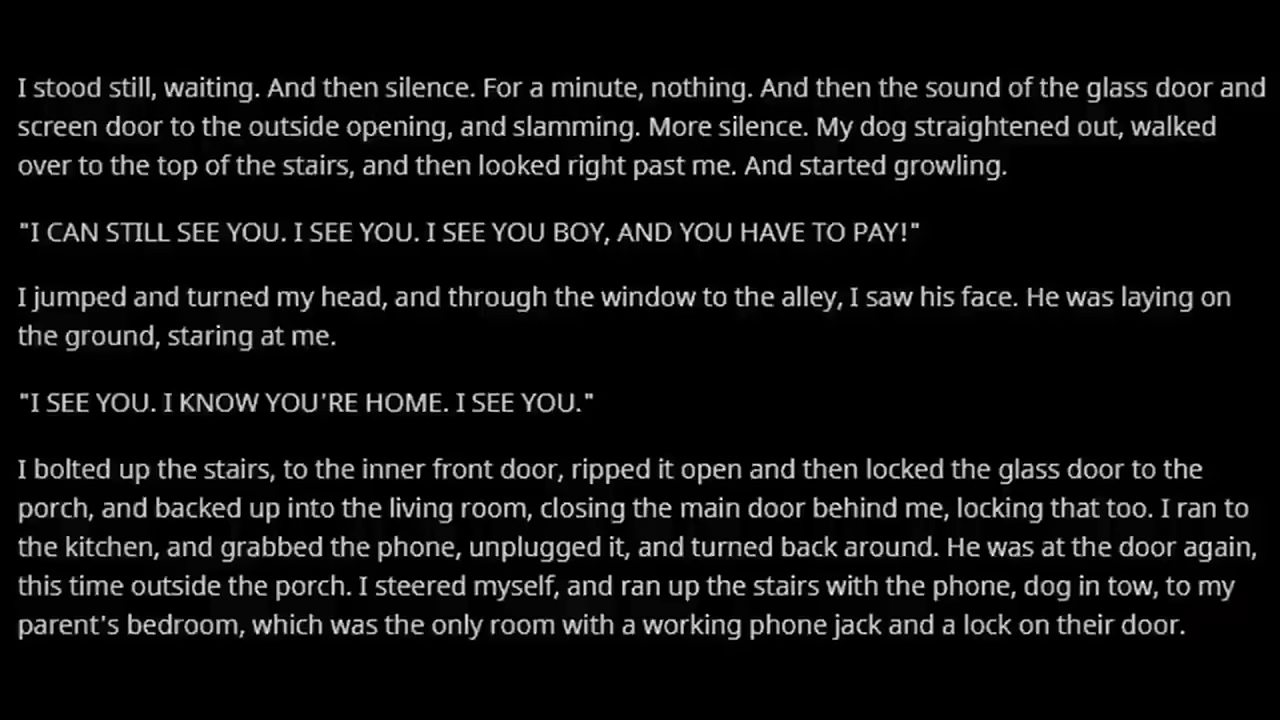 I stood still, waiting. And then silence. For a minute, nothing. And then the sound of the glass door and
screen door to the outside opening, and slamming. More silence. My dog straightened out, walked
over to the top of the stairs, and then looked right past me. And started growling.
"I CAN STILL SEE YOU. I SEE YOU. I SEE YOU BOY, AND YOU HAVE TO PAY!"
I jumped and turned my head, and through the window to the alley, I saw his face. He was laying on
the ground, staring at me.
"I SEE YOU. I KNOW YOU'RE HOME. I SEE YOU."
I bolted up the stairs, to the inner front door, ripped it open and then locked the glass door to the
porch, and backed up into the living room, closing the main door behind me, locking that too. I ran to
the kitchen, and grabbed the phone, unplugged it, and turned back around. He was at the door again,
this time outside the porch. I steered myself, and ran up the stairs with the phone, dog in tow, to my
parent's bedroom, which was the only room with a working phone jack and a lock on their door.